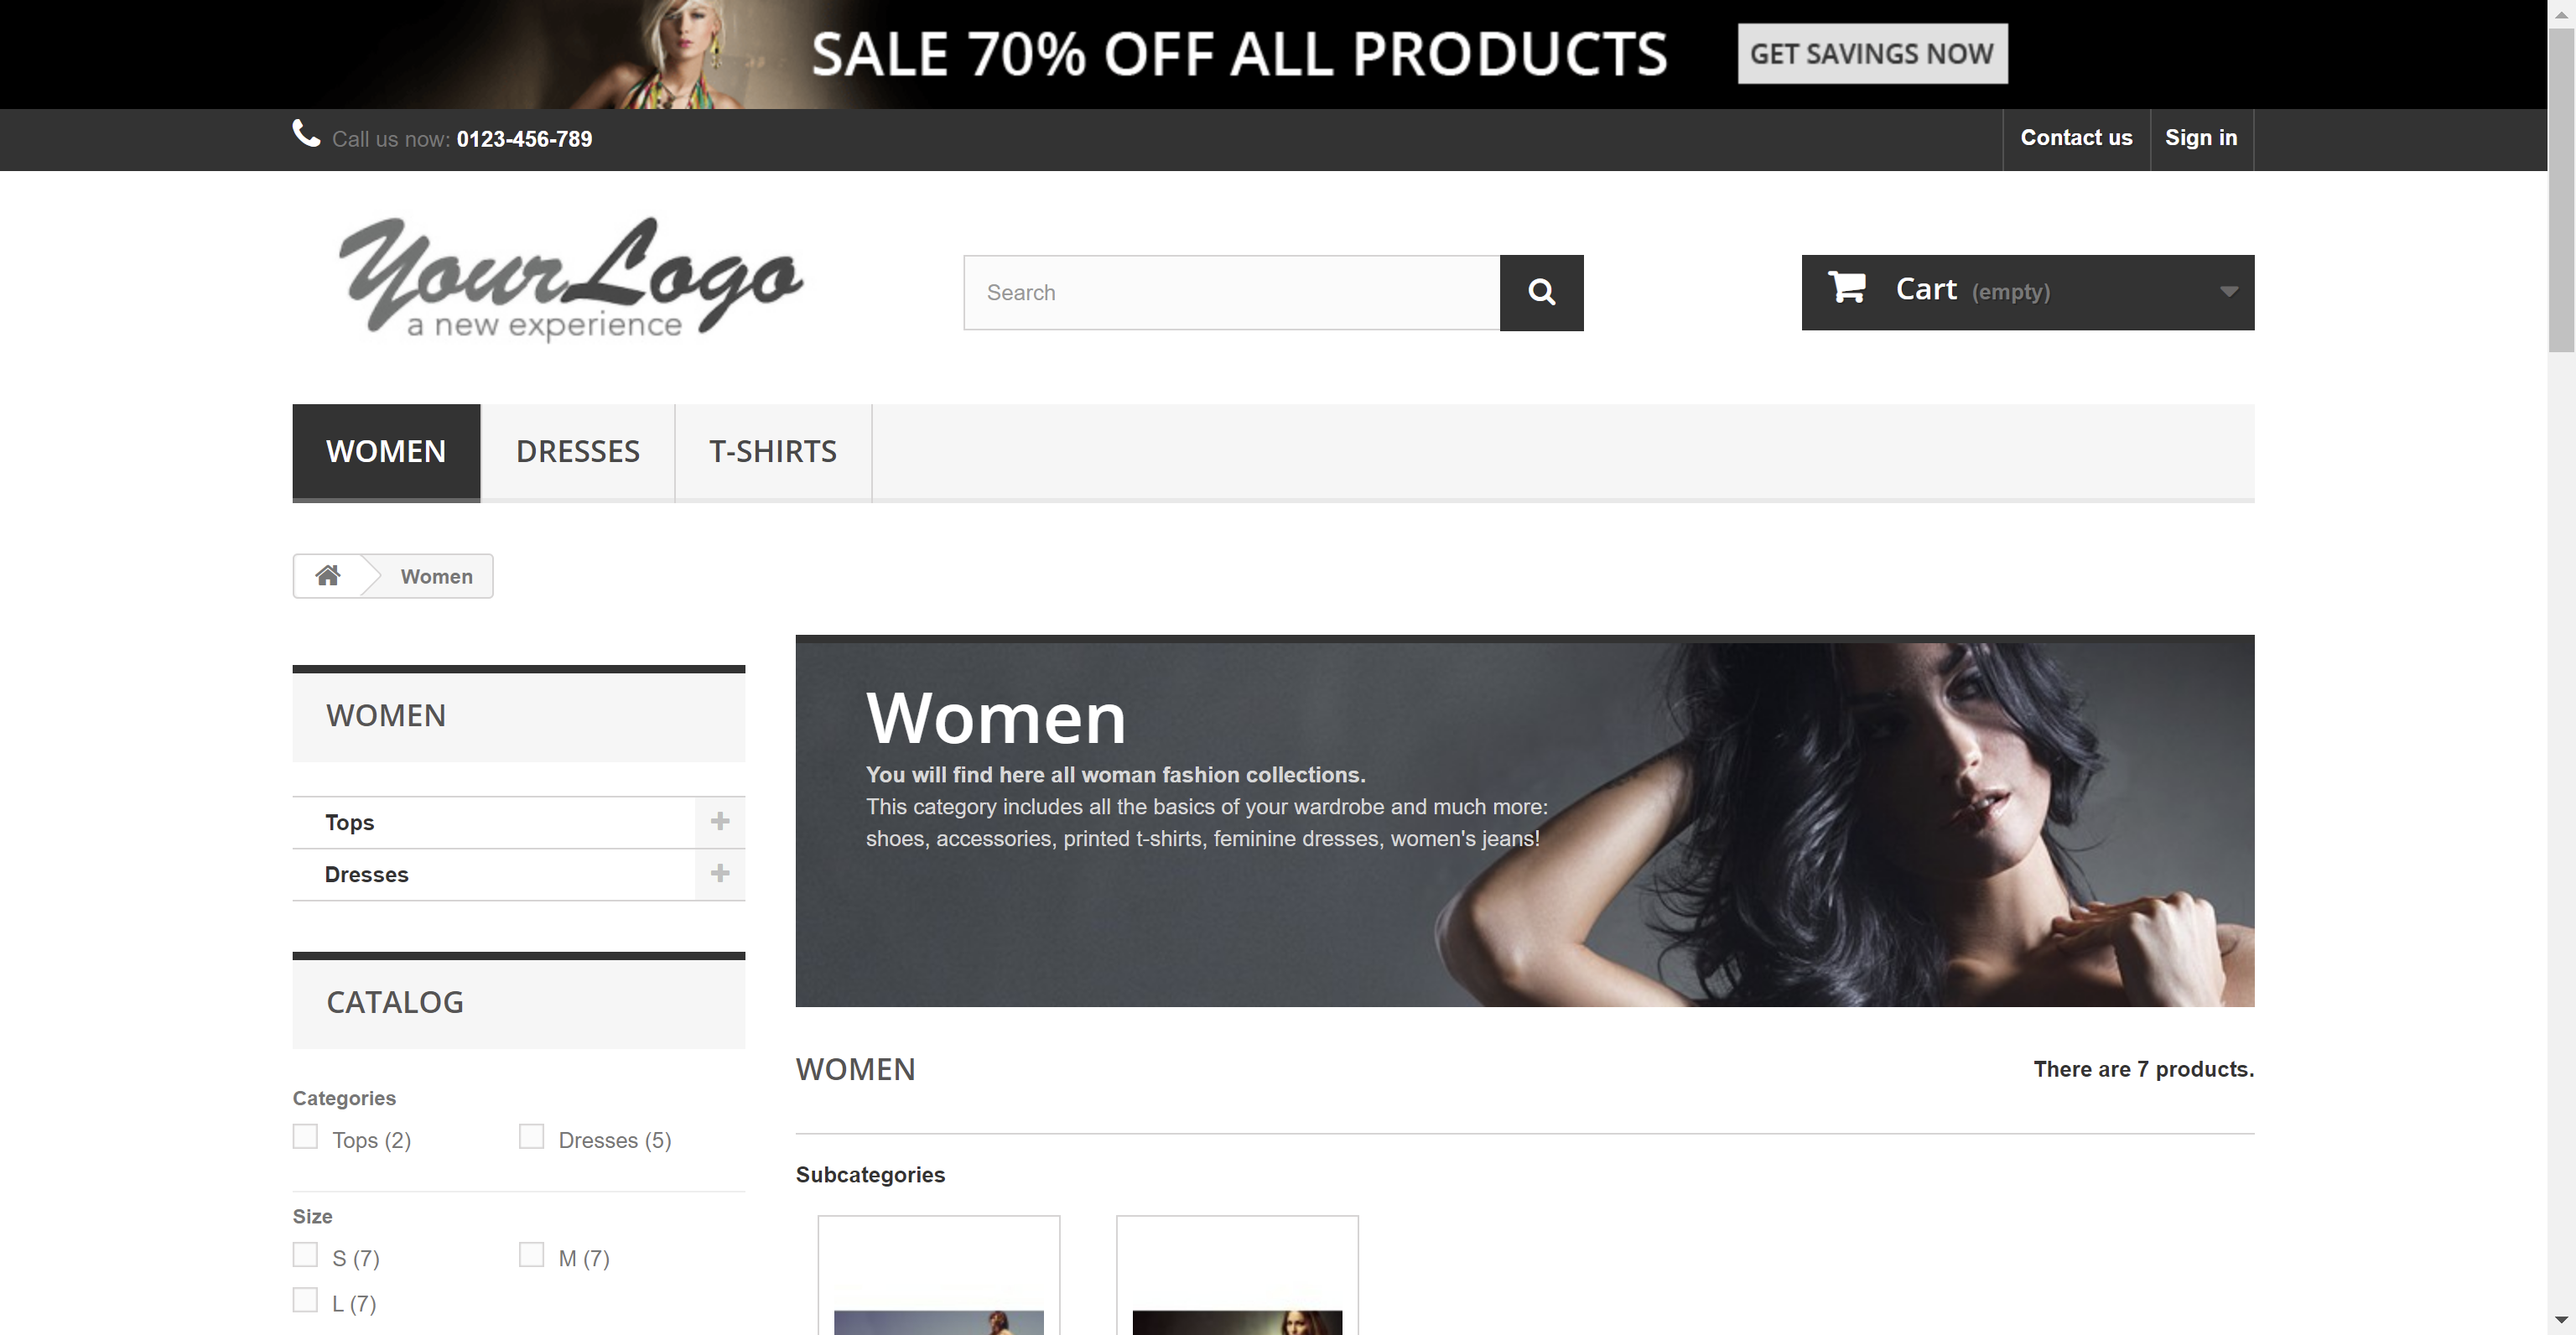 SALE 70% OFF ALL PRODUCTS GET SAVINGS NOW
Call us now: 0123-456-789 Contact us Sign in
YourLogo
a new experience
Search
Cart (empty)
WOMEN DRESSES T-SHIRTS
Women
WOMEN
Tops
Dresses
CATALOG
Categories
Tops (2) Dresses (5)
Size
S (7) M (7)
L (7)
Women
You will find here all woman fashion collections.
This category includes all the basics of your wardrobe and much more:
shoes, accessories, printed t-shirts, feminine dresses, women's jeans!
WOMEN There are 7 products.
Subcategories